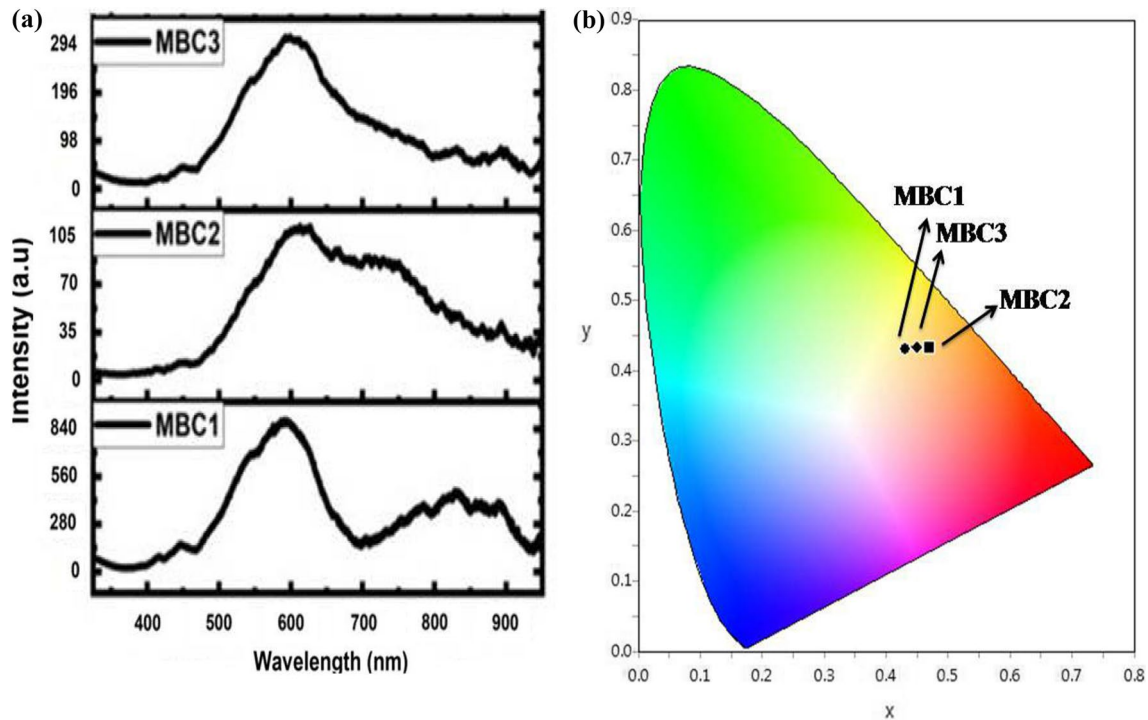 (a)
MBC3
294
196
98
0
MBC2
105
70
35
0
MBC1
840
560
280
0
Intensity (a.u)
400 500 600 700 800 900
Wavelength (nm)
(b)
0.9
0.8
0.7
0.6
0.5
0.4
0.3
0.2
0.1
0.0
y
MBC1
MBC3
MBC2
0.0 0.1 0.2 0.3 0.4 0.5 0.6 0.7 0.8
x